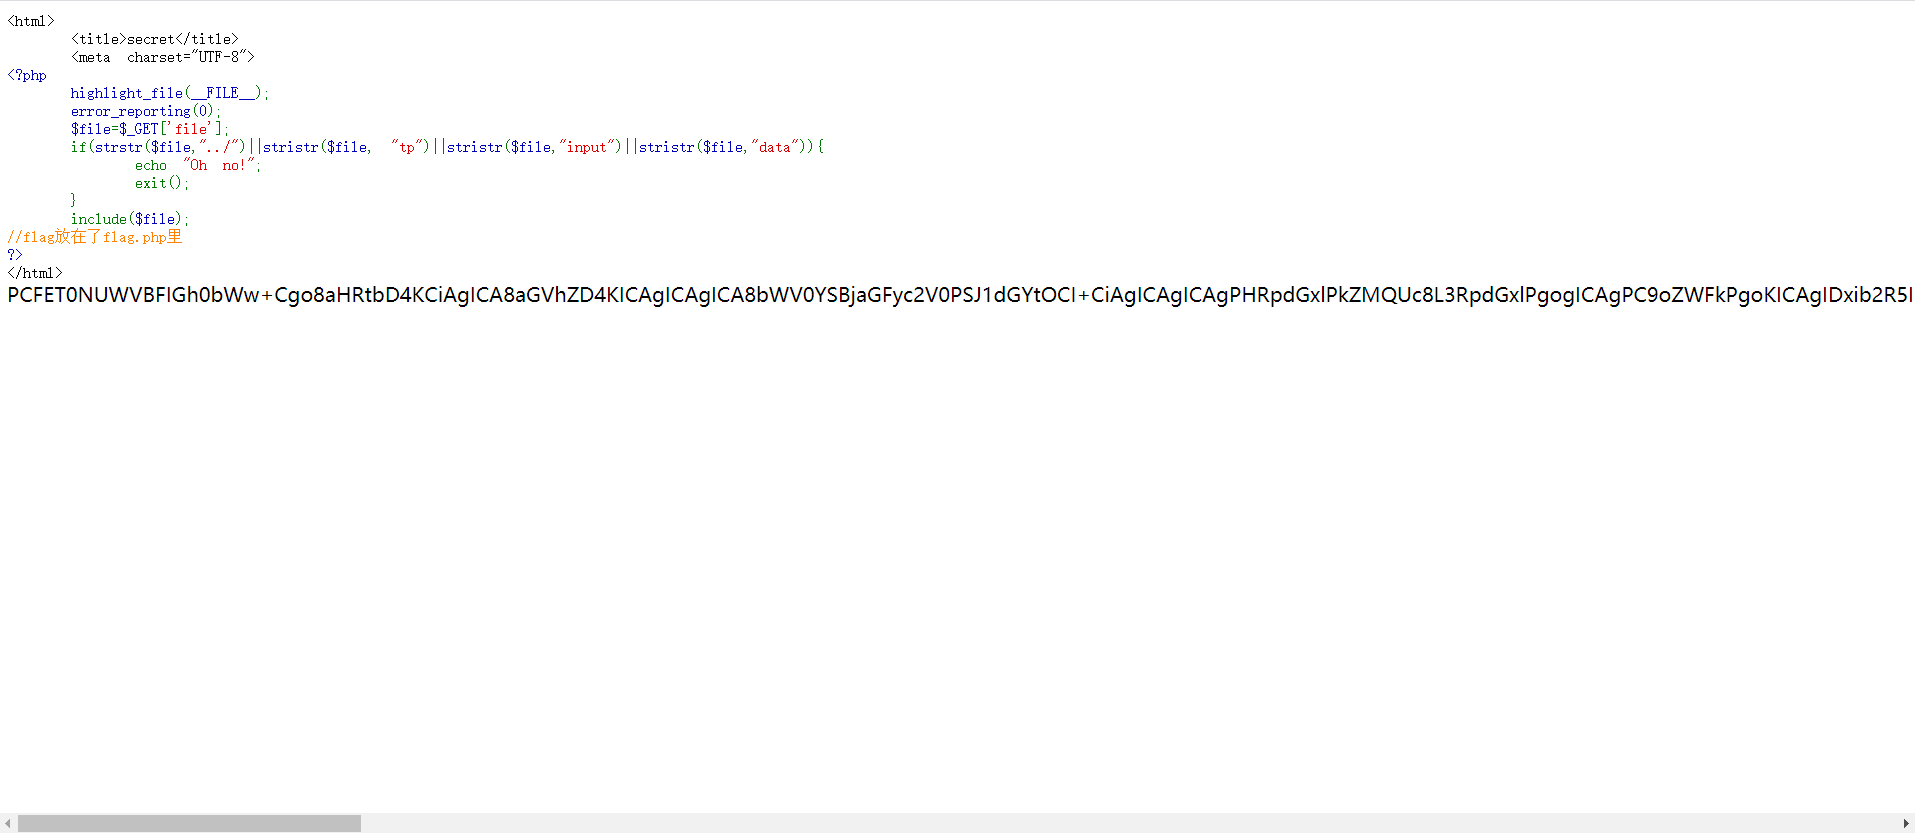 <html>
<title>secret</title>
<meta charset="UTF-8">
<?php
highlight_file(__FILE__);
error_reporting(0);
$file=$_GET['file'];
if(strstr($file,"../")||stristr($file, "tp")||stristr($file,"input")||stristr($file,"data")){
echo "Oh no!";
exit();
}
include($file);
//flag放在了flag.php里
?>
</html>
PCFET0NUWVBFIGh0bWw+Cgo8aHRtbD4KCiAgICA8aGVhZD4KICAgICAgICA8bWV0YSBjaGFyc2V0PSJ1dGYtOCI+CiAgICAgICAgPHRpdGxlPkZMQUc8L3RpdGxlPgogICAgPC9oZWFkPgoKICAgIDxib2R5I